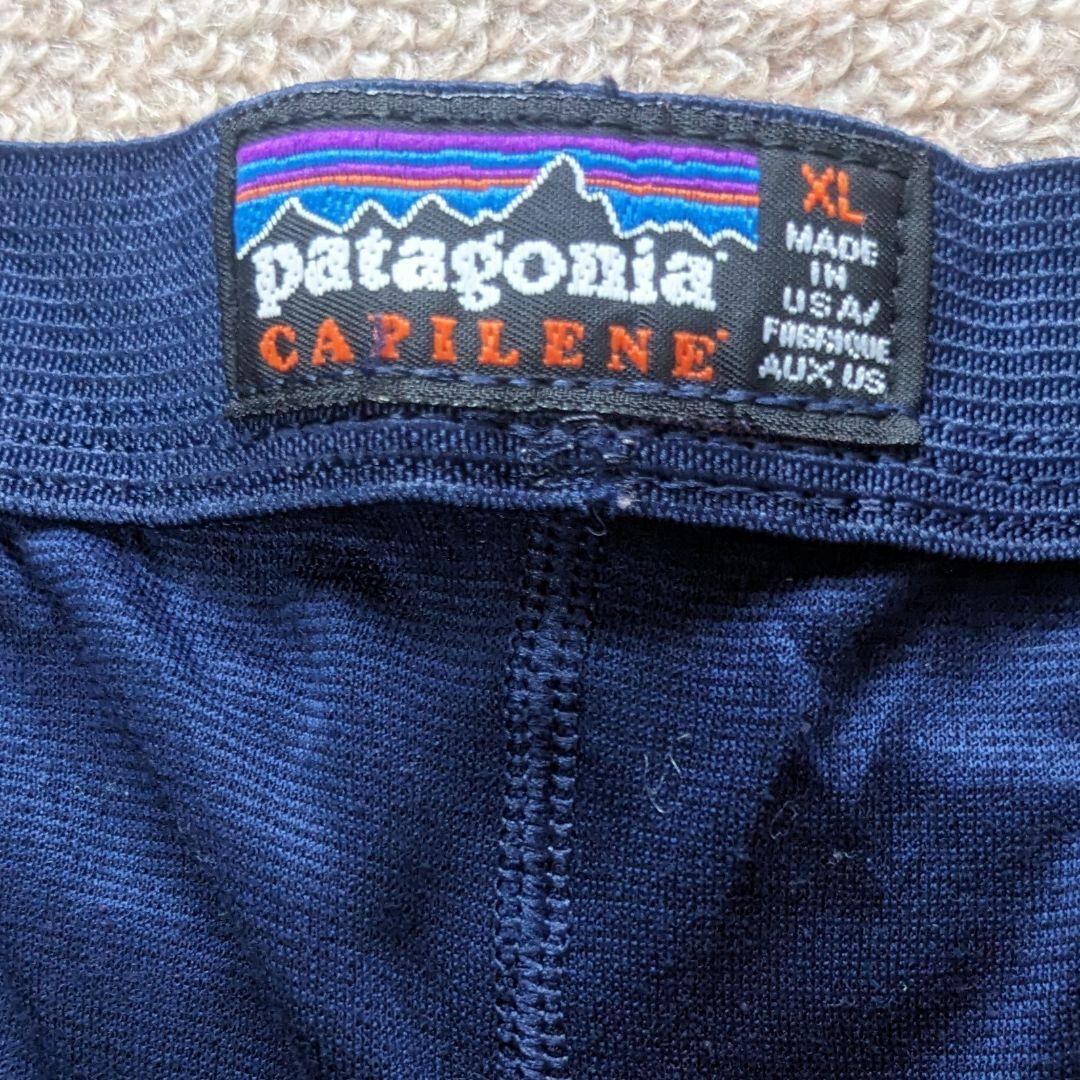 patagonia
CAPILENE
XL
MADE
IN
USA/
FABRIQUE
AUX US